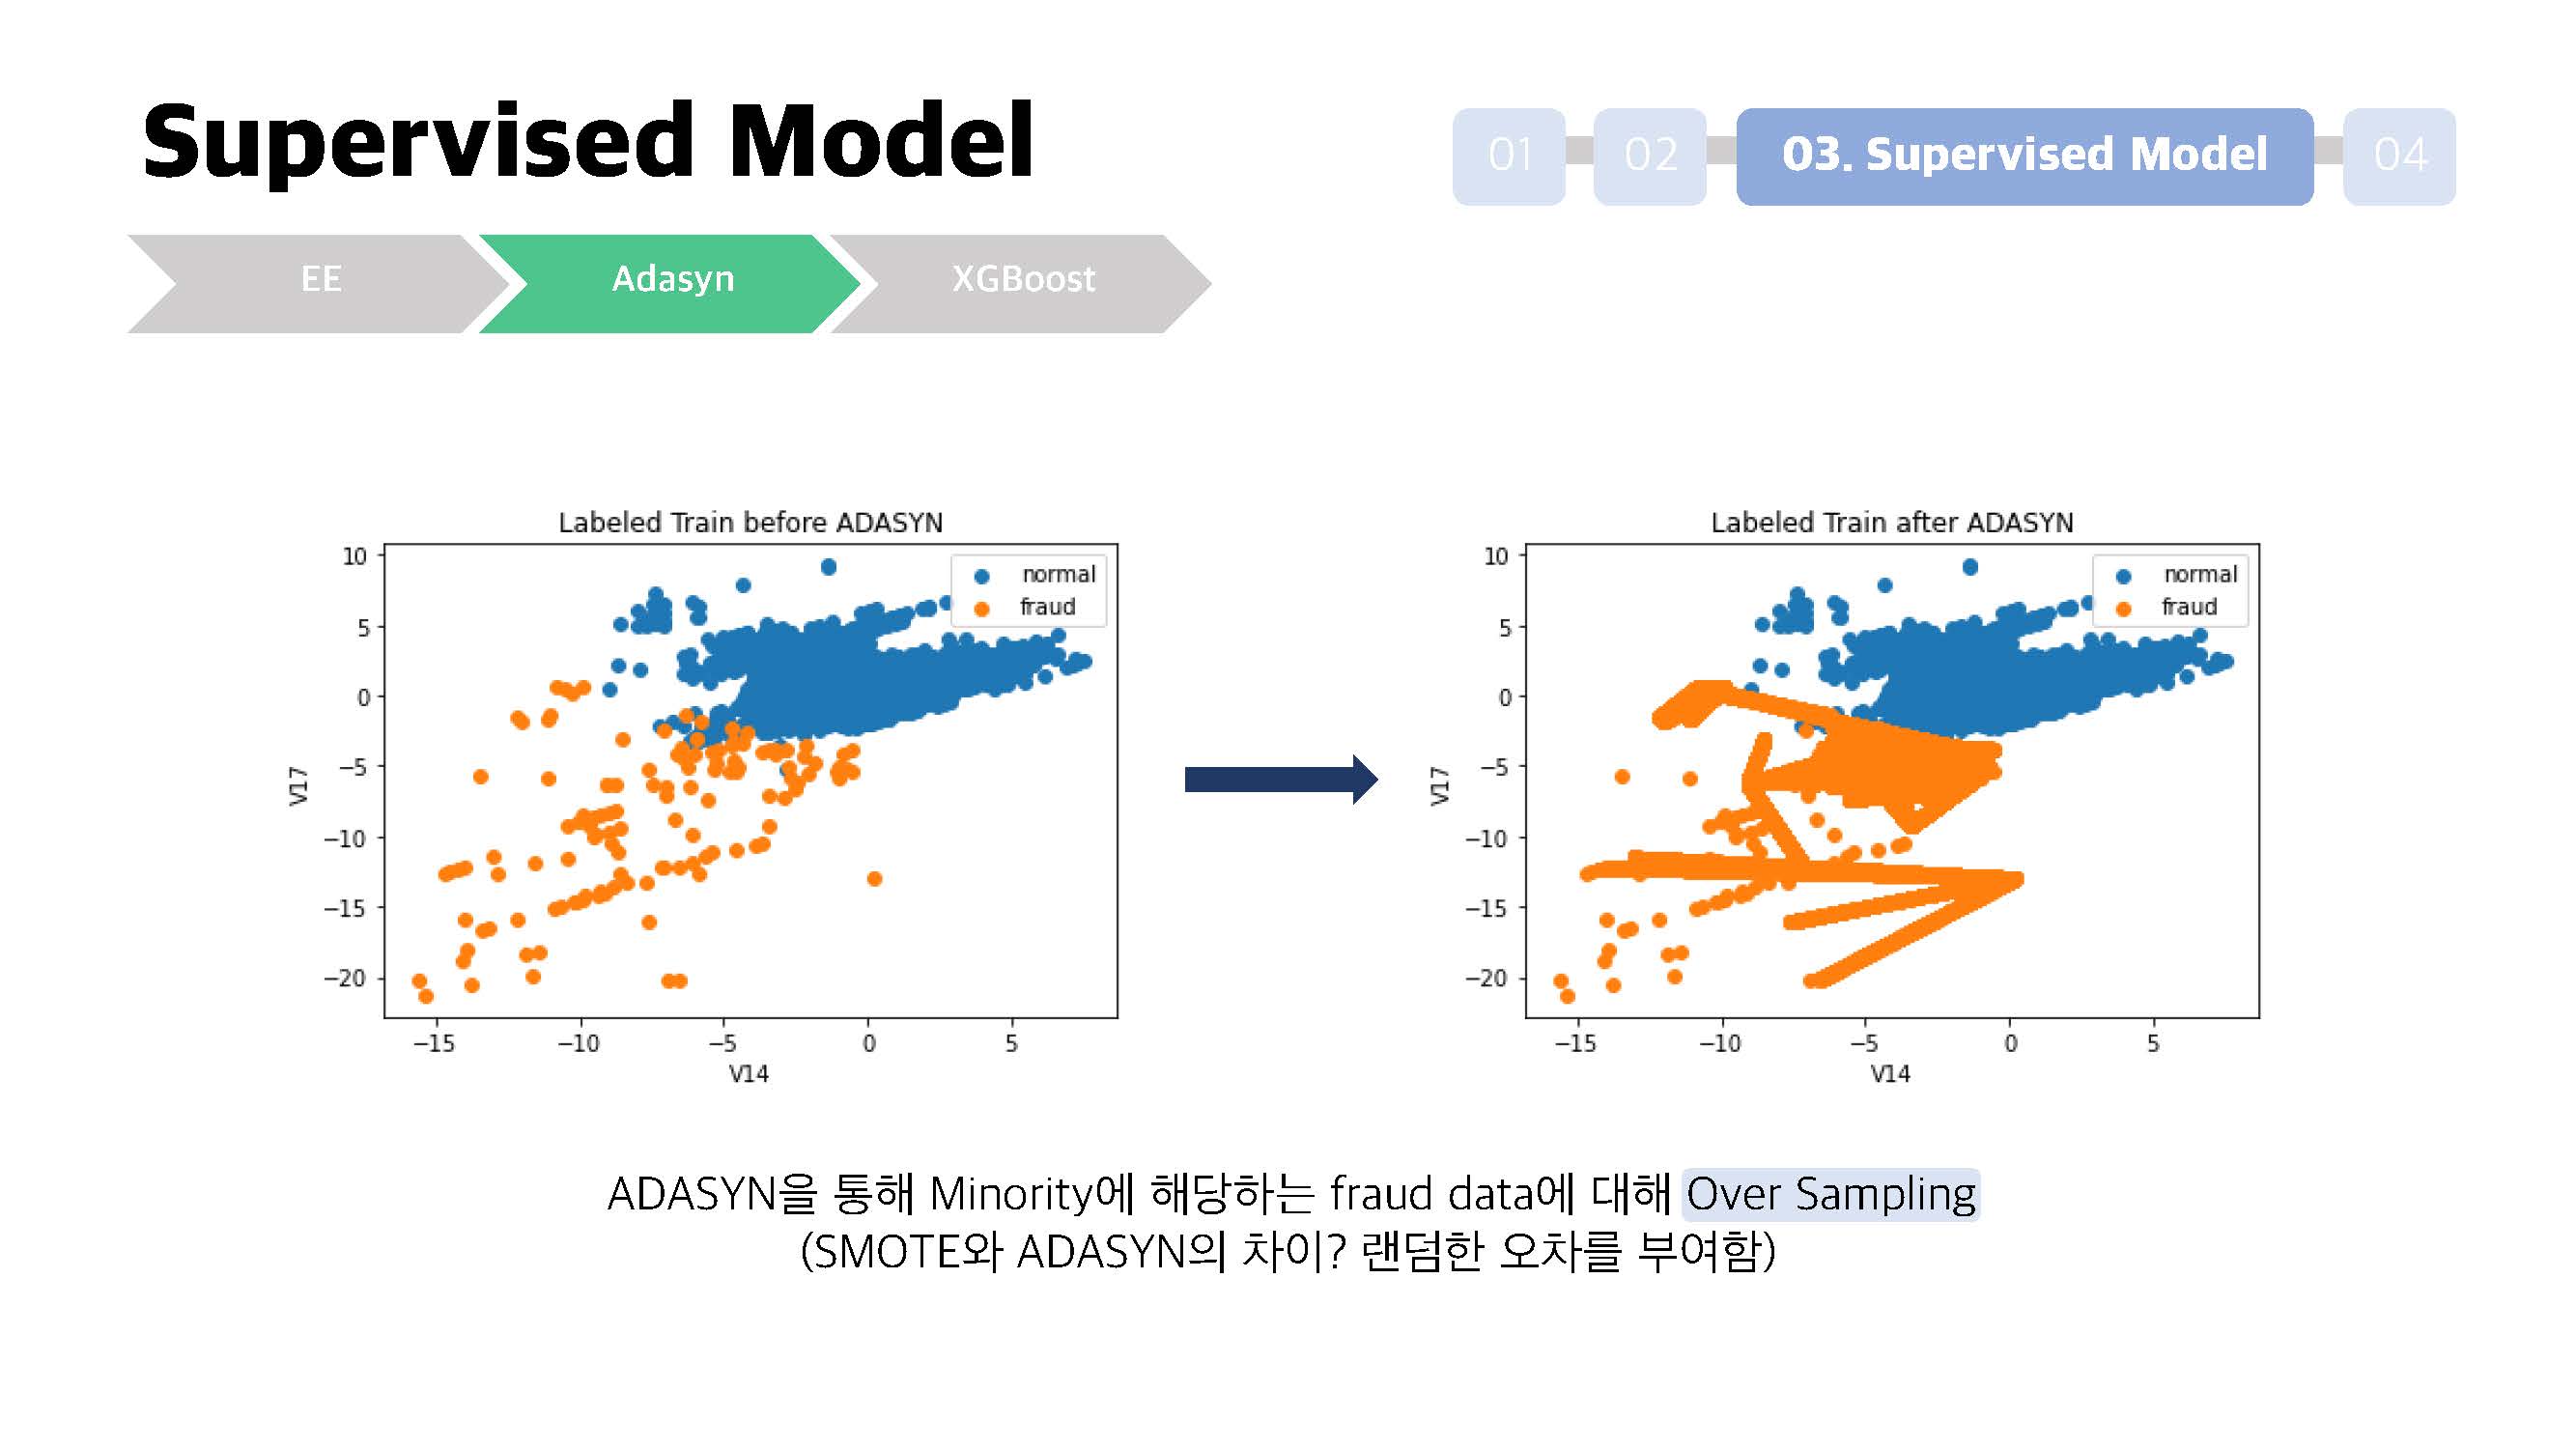 Supervised Model
01
02
03. Supervised Model
04
EE
Adasyn
XGBoost
Labeled Train before ADASYN
normal
fraud
10
5
0
−5
−10
−15
−20
V17
−15
−10
−5
0
5
V14
Labeled Train after ADASYN
normal
fraud
10
5
0
−5
−10
−15
−20
V17
−15
−10
−5
0
5
V14
ADASYN을 통해 Minority에 해당하는 fraud data에 대해 Over Sampling
(SMOTE와 ADASYN의 차이? 랜덤한 오차를 부여함)